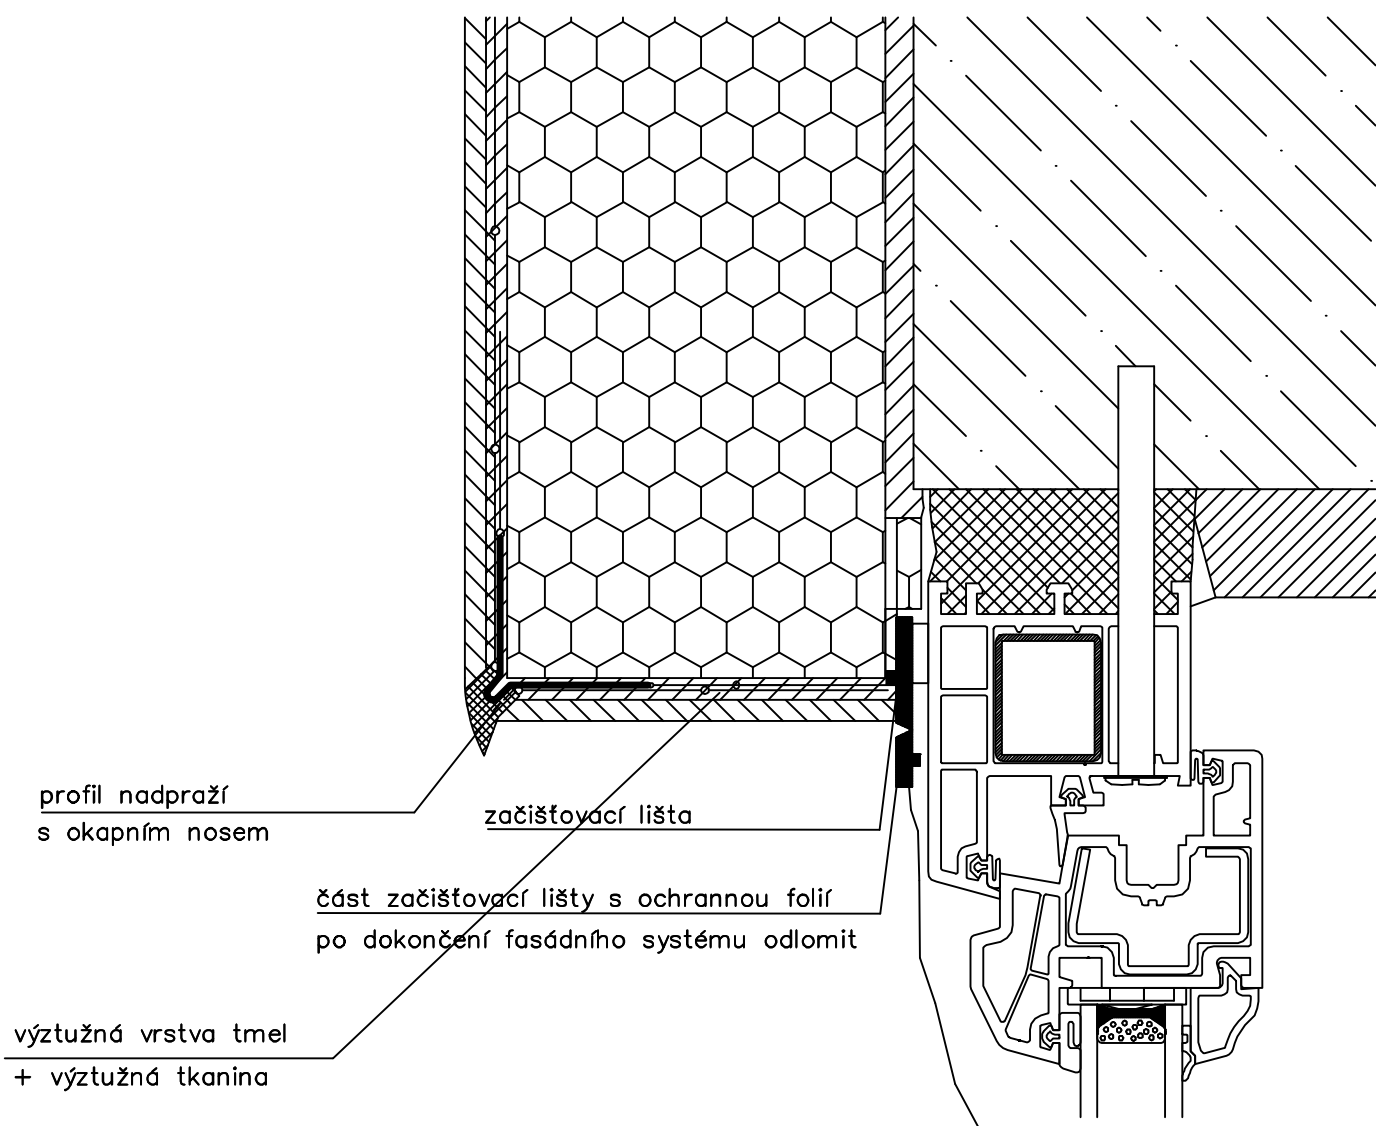 profil nadpraží
s okapním nosem
začišťovací lišta
část začišťovací lišty s ochrannou folií
po dokončení fasádního systému odlomit
výztužná vrstva tmel
+ výztužná tkanina